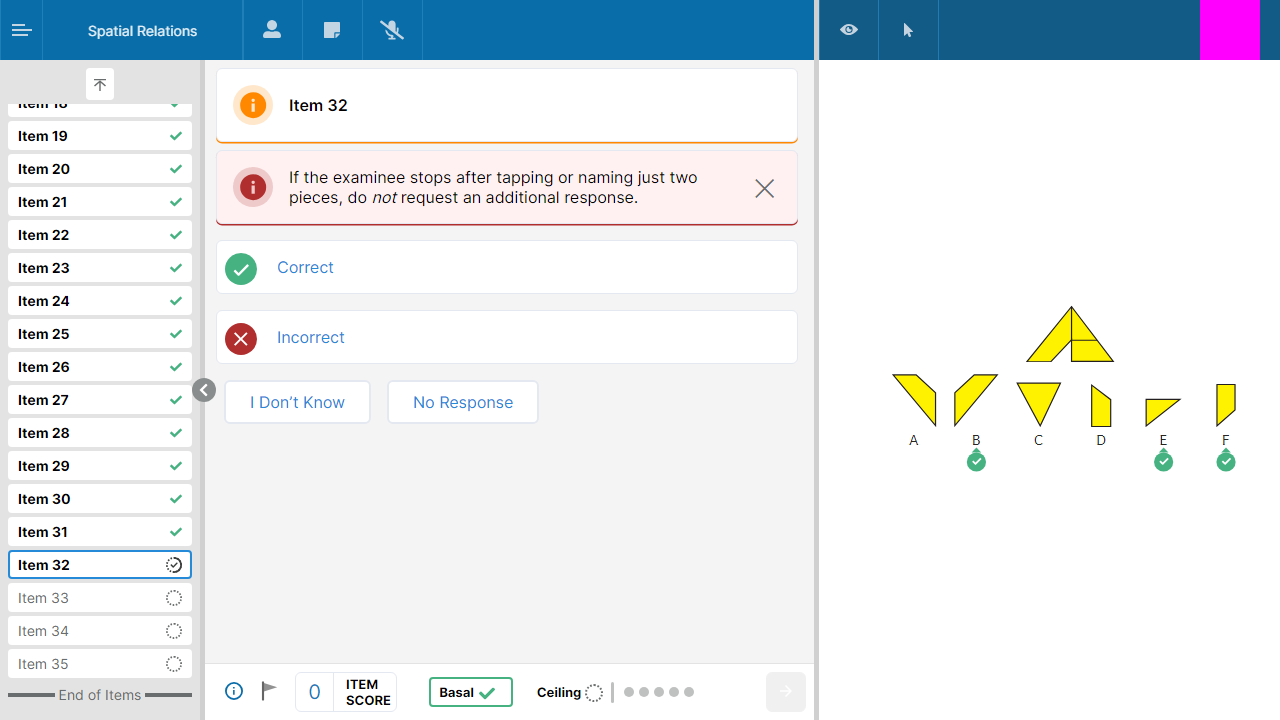 Spatial Relations
Item 18
Item 19
Item 20
Item 21
Item 22
Item 23
Item 24
Item 25
Item 26
Item 27
Item 28
Item 29
Item 30
Item 31
Item 32
Item 33
Item 34
Item 35
End of Items
Item 32
If the examinee stops after tapping or naming just two
pieces, do not request an additional response.
Correct
Incorrect
I Don’t Know
No Response
0
ITEM
SCORE
Basal
Ceiling
A B C D E F